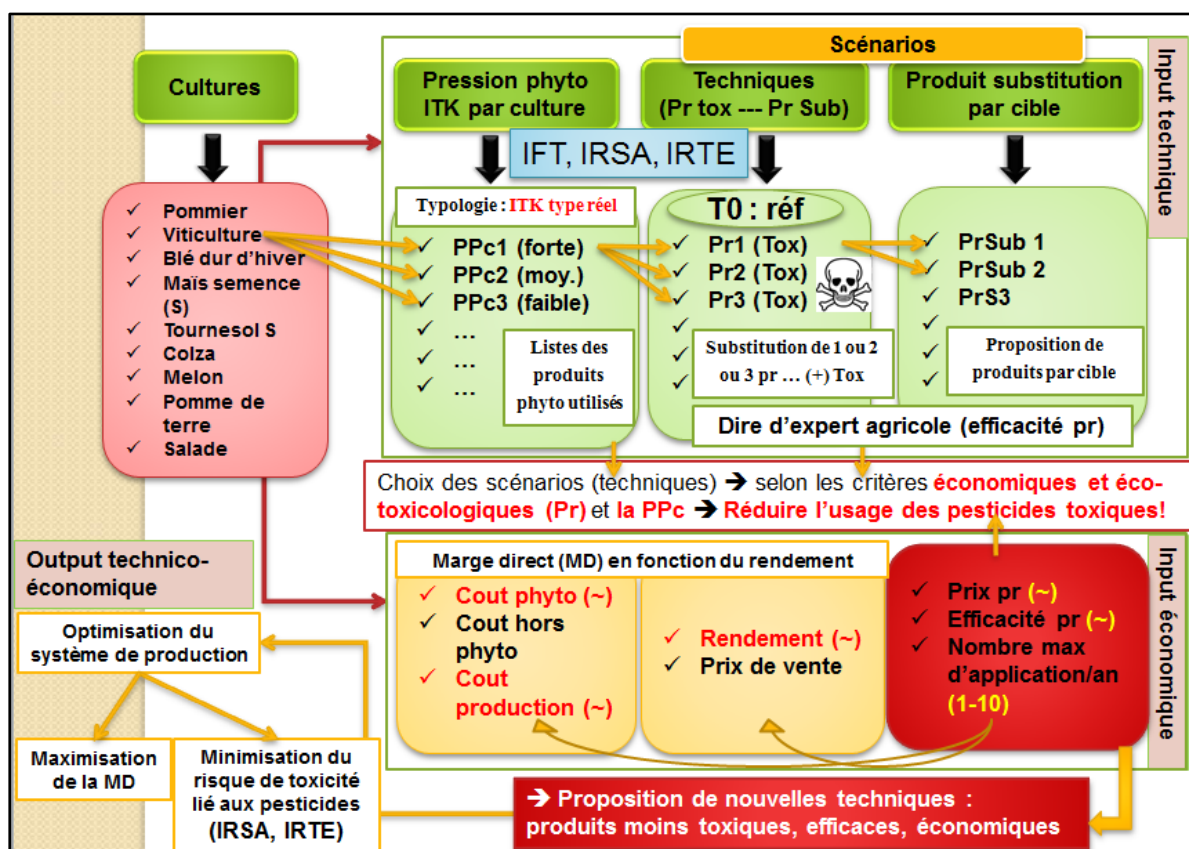 Scénarios
Cultures
Pression phyto
ITK par culture
Techniques
(Pr tox --- Pr Sub)
Produit substitution
par cible
Input technique
IFT, IRSA, IRTE
✓ Pommier
✓ Viticulture
✓ Blé dur d'hiver
✓ Maïs semence
(S)
✓ Tournesol S
✓ Colza
✓ Melon
✓ Pomme de
terre
✓ Salade
Typologie : ITK type réel
✓ PPc1 (forte)
✓ PPc2 (moy.)
✓ PPc3 (faible)
✓ ...
✓ ...
✓ ...
Listes des
produits
phyto utilisés
T0 : réf
✓ Pr1 (Tox)
✓ Pr2 (Tox)
✓ Pr3 (Tox)
✓
✓
✓
Substitution de 1 ou 2
ou 3 pr ... (+) Tox
✓ PrSub 1
✓ PrSub 2
✓ PrS3
✓
✓
✓
Proposition de
produits par cible
Dire d'expert agricole (efficacité pr)
Choix des scénarios (techniques) ➔ selon les critères économiques et éco-
toxicologiques (Pr) et la PPc ➔ Réduire l'usage des pesticides toxiques!
Input économique
Marge direct (MD) en fonction du rendement
✓ Cout phyto (~)
✓ Cout hors
phyto
✓ Cout
production (~)
✓ Rendement (~)
✓ Prix de vente
✓ Prix pr (~)
✓ Efficacité pr (~)
✓ Nombre max
d'application/an
(1-10)
Output technico-
économique
Optimisation du
système de production
Maximisation
de la MD
Minimisation du
risque de toxicité
lié aux pesticides
(IRSA, IRTE)
➔ Proposition de nouvelles techniques :
produits moins toxiques, efficaces, économiques